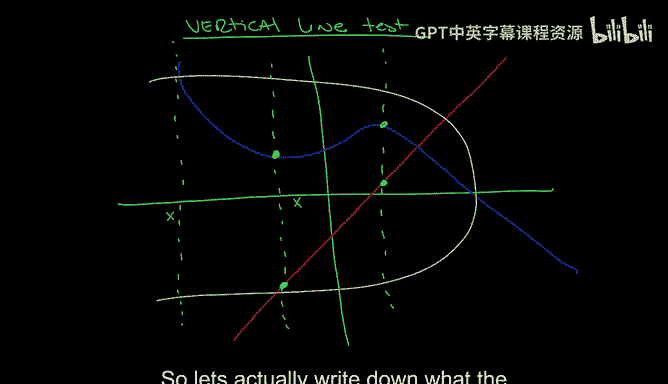 VERTICAL LINE test
GPT中英字幕课程资源 bilibili
x
x
So lets actually write down what the